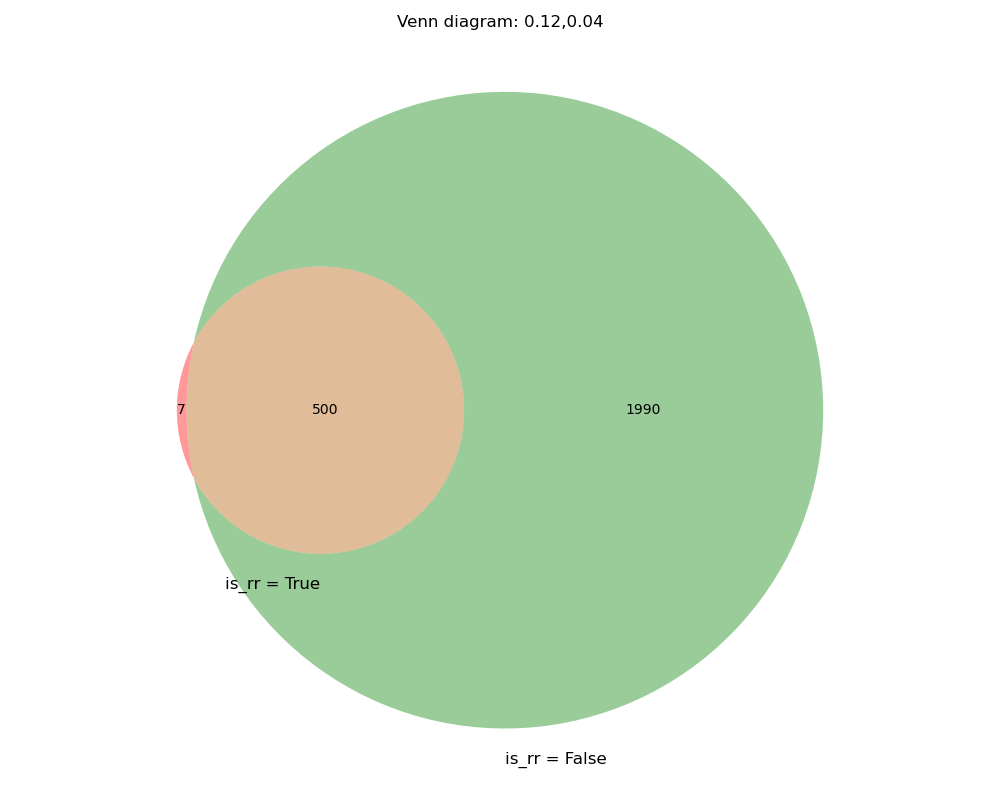 Venn diagram: 0.12,0.04
7
500
1990
is_rr = True
is_rr = False